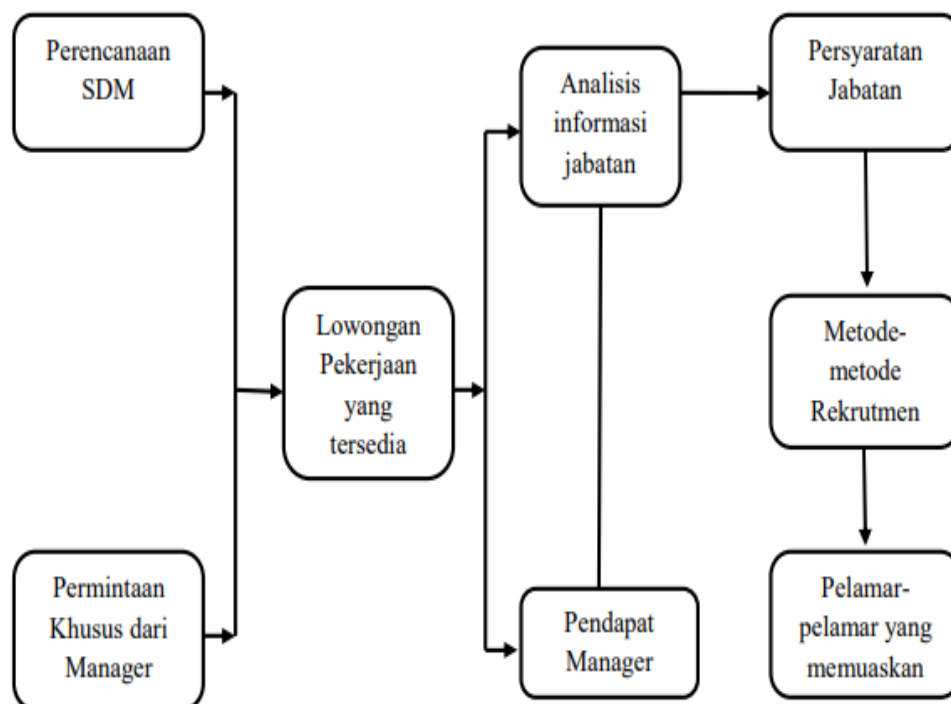 Perencanaan
SDM
Permintaan
Khusus dari
Manager
Lowongan
Pekerjaan
yang
tersedia
Analisis
informasi
jabatan
Pendapat
Manager
Persyaratan
Jabatan
Metode-
metode
Rekrutmen
Pelamar-
pelamar yang
memuaskan